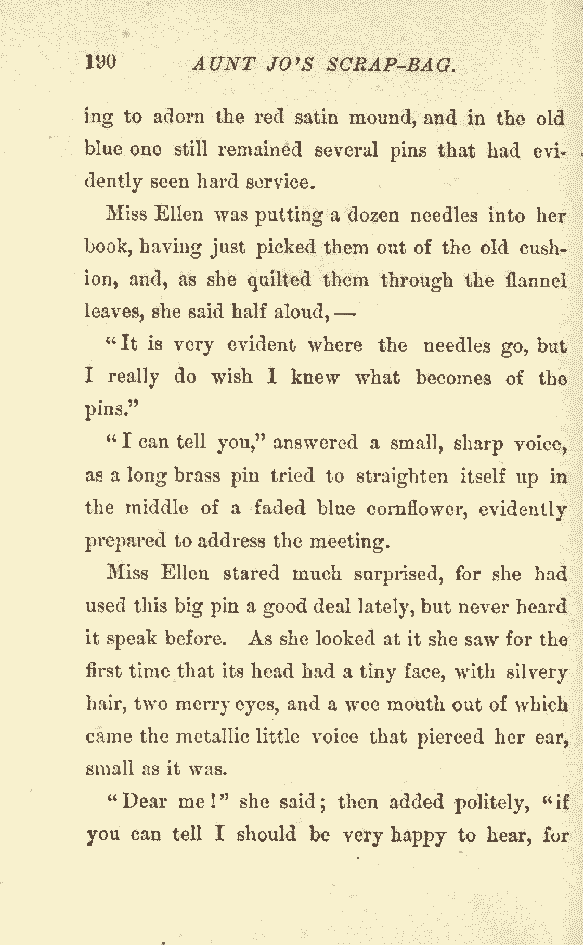 190 AUNT JO'S SCRAP-BAG.
ing to adorn the red satin mound, and in the old
blue one still remained several pins that had evi-
dently seen hard service.
Miss Ellen was putting a dozen needles into her
book, having just picked them out of the old cush-
ion, and, as she quilted them through the flannel
leaves, she said half aloud,—
"It is very evident where the needles go, but
I really do wish I knew what becomes of the
pins."
"I can tell you," answered a small, sharp voice,
as a long brass pin tried to straighten itself up in
the middle of a faded blue cornflower, evidently
prepared to address the meeting.
Miss Ellen stared much surprised, for she had
used this big pin a good deal lately, but never heard
it speak before. As she looked at it she saw for the
first time that its head had a tiny face, with silvery
hair, two merry eyes, and a wee mouth out of which
came the metallic little voice that pierced her ear,
small as it was.
"Dear me!" she said; then added politely, "if
you can tell I should be very happy to hear, for